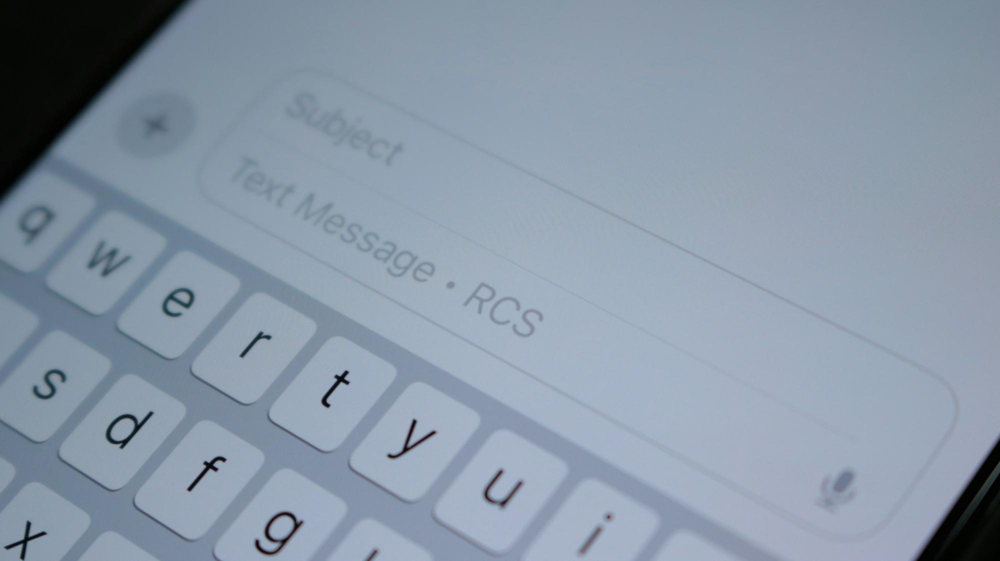 Subject
Text Message • RCS
q w e r t y u i
s d f g
x